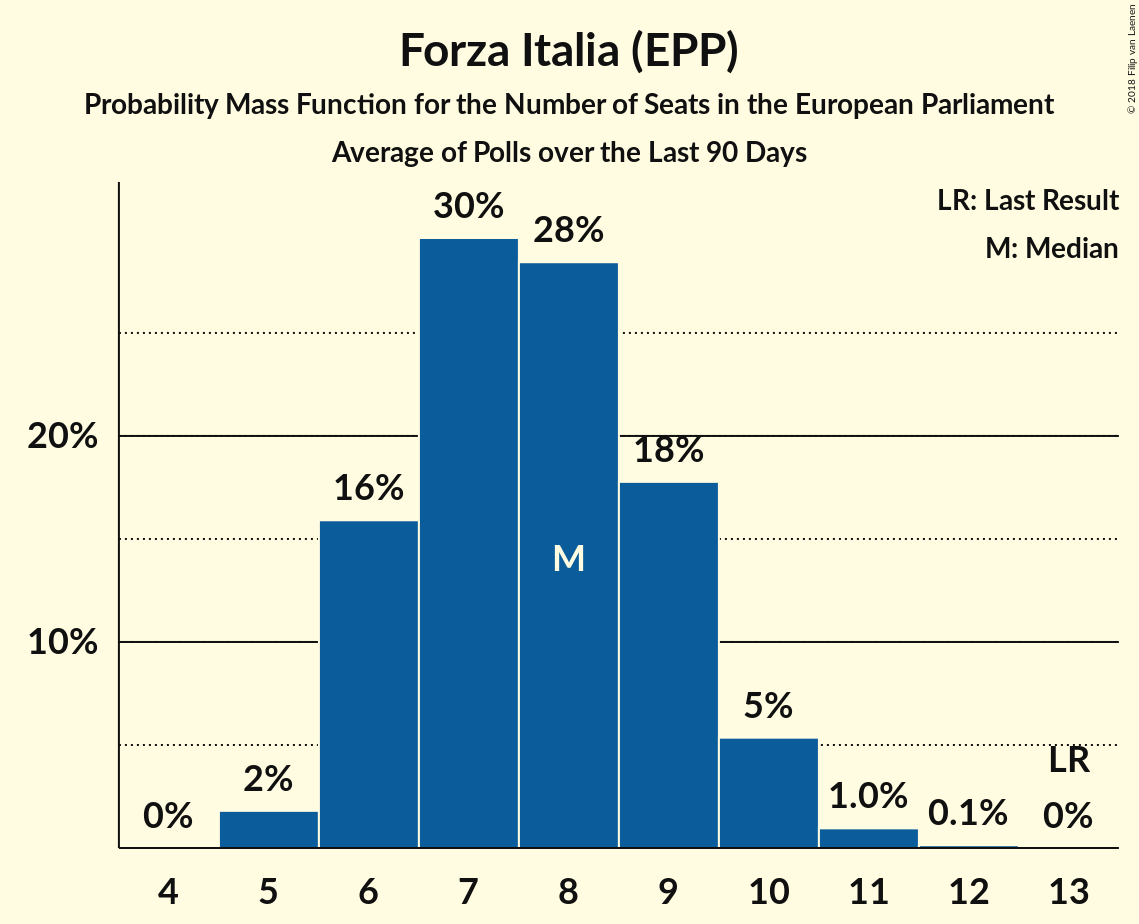 Forza Italia (EPP)
Probability Mass Function for the Number of Seats in the European Parliament
Average of Polls over the Last 90 Days
© 2018 Filip van Laenen
LR: Last Result
M: Median
30%
28%
20%
18%
16%
M
10%
5%
LR
2%
1.0%
0.1%
0%
0%
4 5 6 7 8 9 10 11 12 13